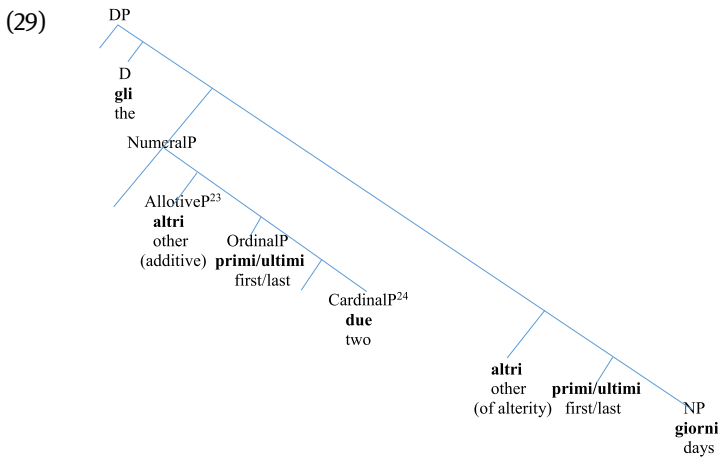 (29)
DP
D
gli
the
NumeralP
AllotiveP23
altri
other
(additive)
OrdinalP
primi/ultimi
first/last
CardinalP24
due
two
altri
other
(of alterity)
primi/ultimi
first/last
NP
giorni
days